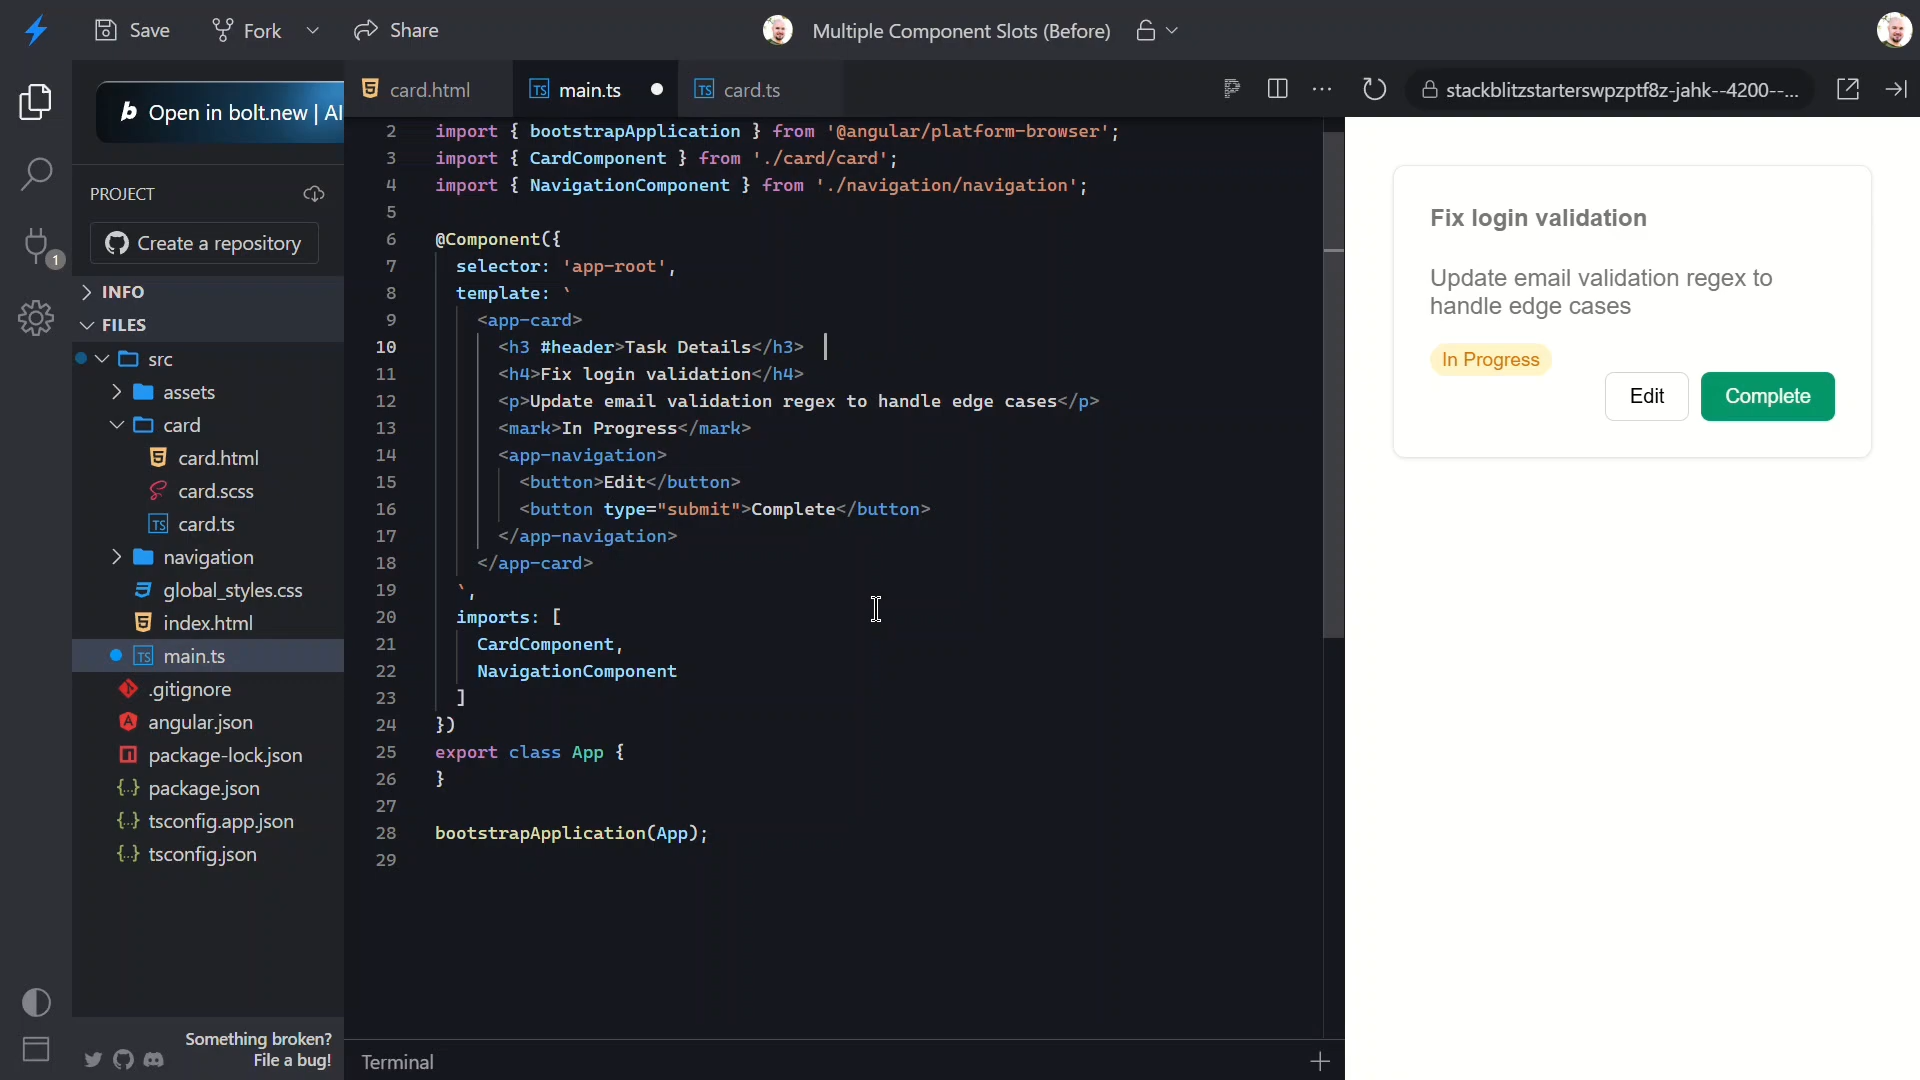 Save
Fork
Share
Multiple Component Slots (Before)
Open in bolt.new | AI
card.html
TS main.ts
TS card.ts
stackblitzstarterswpzptf8z-jahk--4200--...
PROJECT
Create a repository
1
INFO
FILES
src
assets
card
card.html
card.scss
TS card.ts
navigation
global_styles.css
index.html
TS main.ts
.gitignore
angular.json
package-lock.json
{..} package.json
{..} tsconfig.app.json
{..} tsconfig.json
Something broken?
File a bug!
2 import { bootstrapApplication } from '@angular/platform-browser';
3 import { CardComponent } from './card/card';
4 import { NavigationComponent } from './navigation/navigation';
5
6 @Component({
7 selector: 'app-root',
8 template: `
9 <app-card>
10 <h3 #header>Task Details</h3>
11 <h4>Fix login validation</h4>
12 <p>Update email validation regex to handle edge cases</p>
13 <mark>In Progress</mark>
14 <app-navigation>
15 <button>Edit</button>
16 <button type="submit">Complete</button>
17 </app-navigation>
18 </app-card>
19 `,
20 imports: [
21 CardComponent,
22 NavigationComponent
23 ]
24 })
25 export class App {
26 }
27
28 bootstrapApplication(App);
29
Terminal
Fix login validation
Update email validation regex to
handle edge cases
In Progress
Edit
Complete